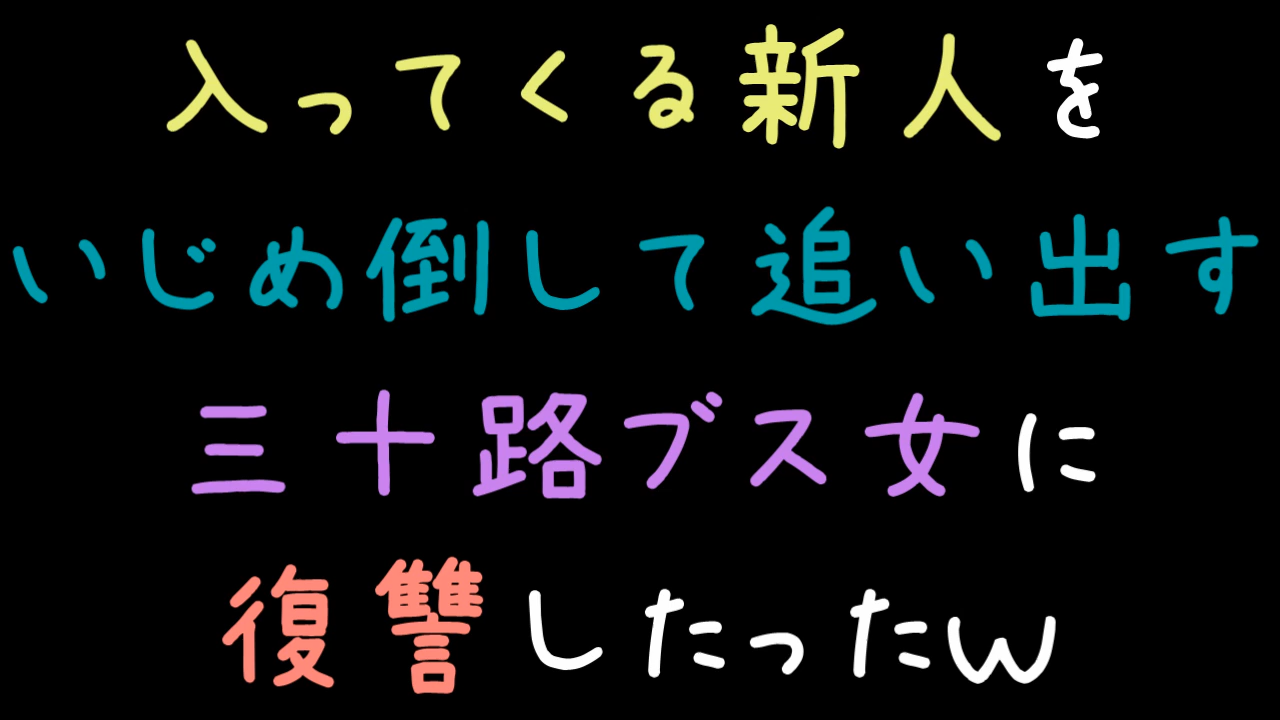 入ってくる新人を
いじめ倒して追い出す
三十路ブス女に
復讐したったw